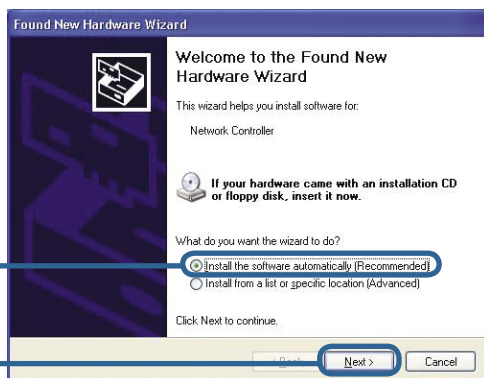 Found New Hardware Wizard
Welcome to the Found New
Hardware Wizard
This wizard helps you install software for:
Network Controller
If your hardware came with an installation CD
or floppy disk, insert it now.
What do you want the wizard to do?
Install the software automatically (Recommended)
Install from a list or specific location (Advanced)
Click Next to continue.
< Back
Next >
Cancel